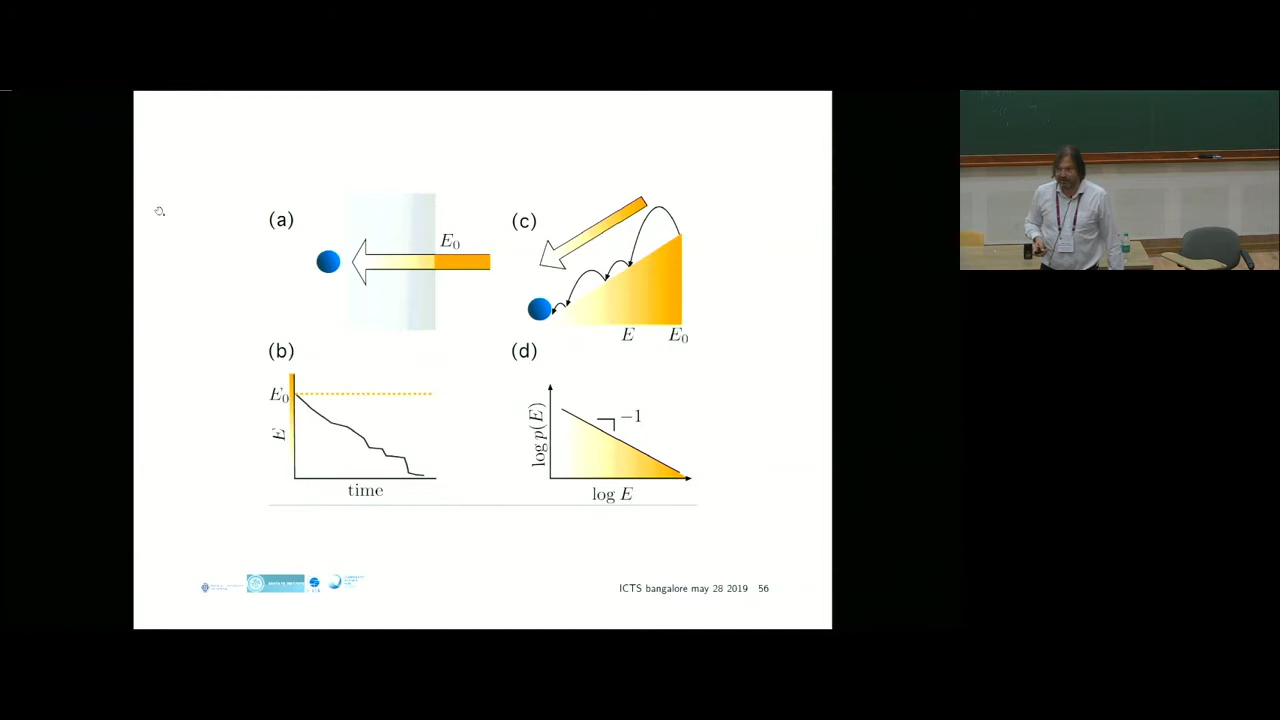 (a)
E₀
(c)
E
E₀
(b)
E₀
E
time
(d)
log p(E)
−1
log E
ICTS bangalore may 28 2019 56